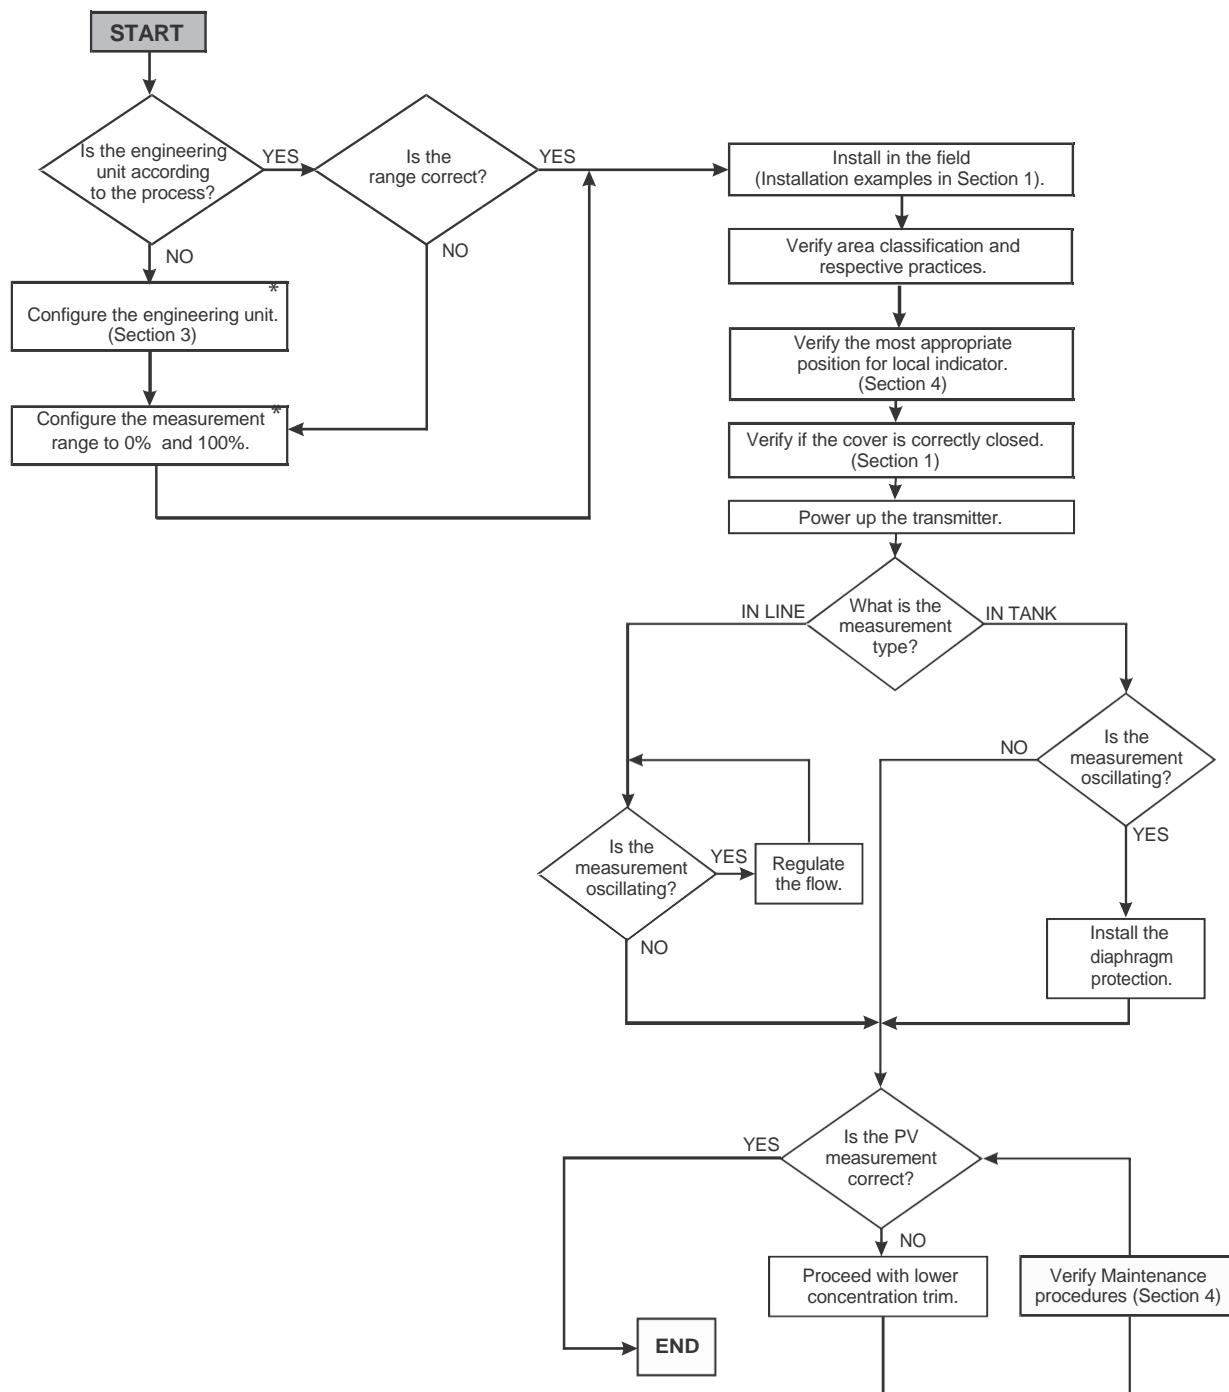 START
Is the engineering
unit according
to the process?
YES
NO
Is the
range correct?
YES
NO
*
Configure the engineering unit.
(Section 3)
*
Configure the measurement
range to 0% and 100%.
Install in the field
(Installation examples in Section 1).
Verify area classification and
respective practices.
Verify the most appropriate
position for local indicator.
(Section 4)
Verify if the cover is correctly closed.
(Section 1)
Power up the transmitter.
What is the
measurement
type?
IN LINE
IN TANK
Is the
measurement
oscillating?
NO
YES
Is the
measurement
oscillating?
YES
NO
Regulate
the flow.
Install the
diaphragm
protection.
Is the PV
measurement
correct?
YES
NO
Proceed with lower
concentration trim.
Verify Maintenance
procedures (Section 4)
END